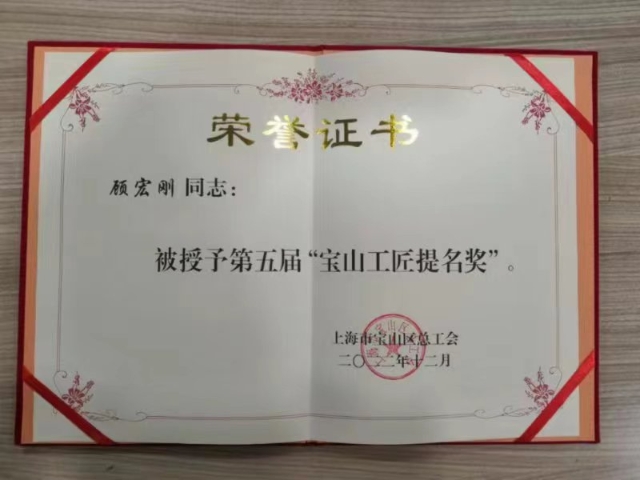 荣誉证书
顾宏刚 同志：
被授予第五届“宝山工匠提名奖”。
上海市宝山区总工会
二〇二二年十二月